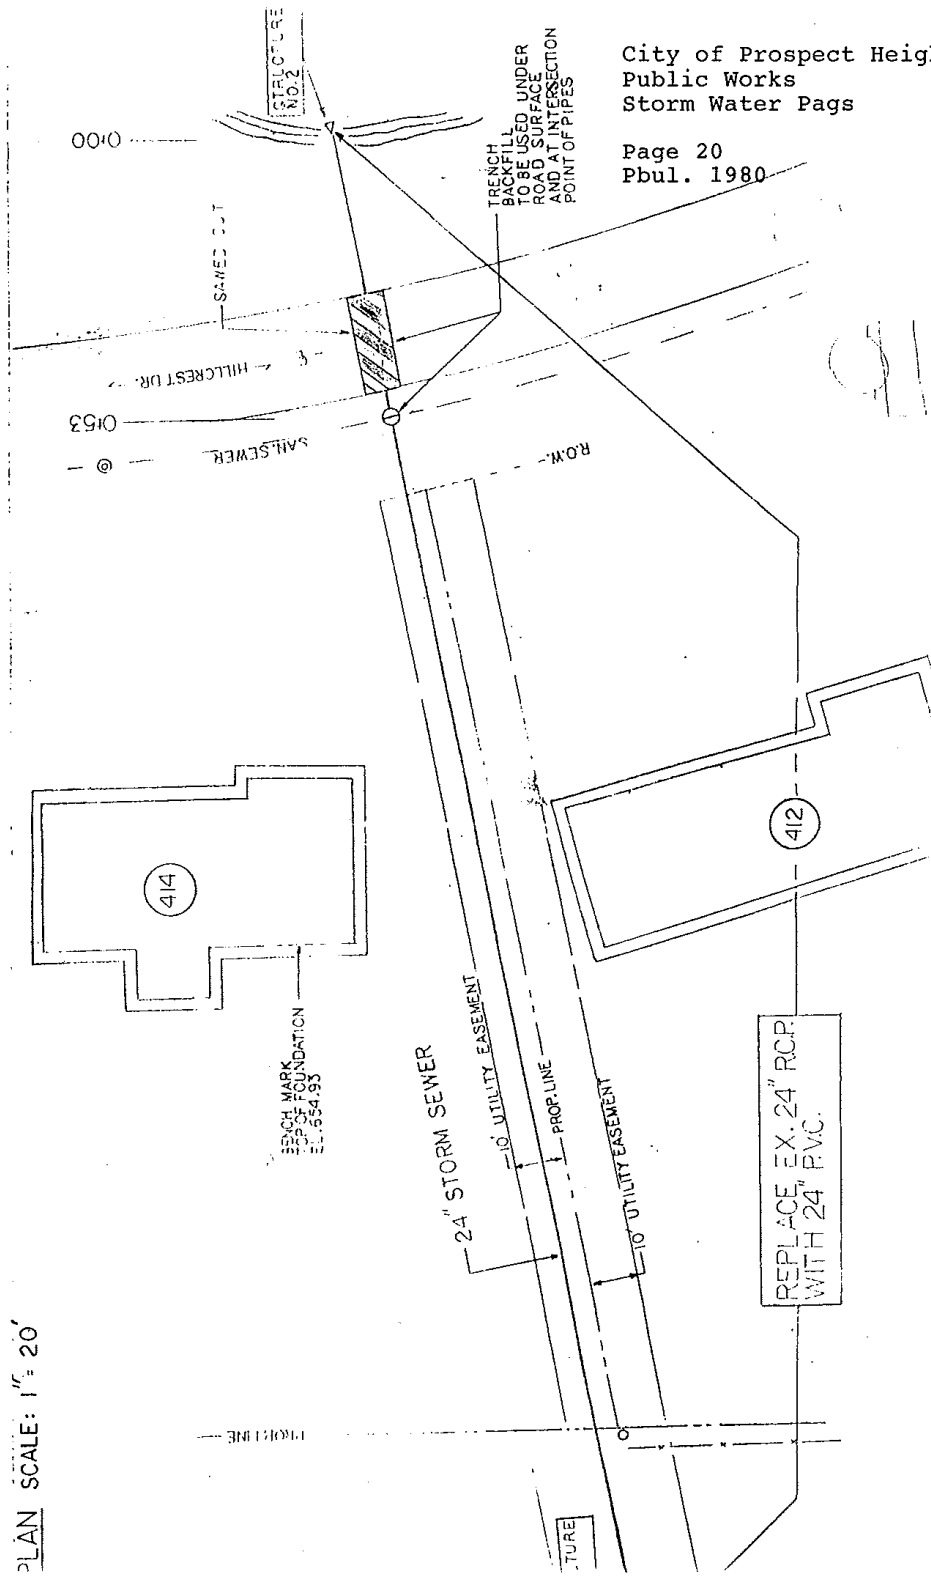 City of Prospect Heigh
Public Works
Storm Water Pags
Page 20
Pbul. 1980
STRUCTURE
NO.2
0+00
TRENCH
BACKFILL
TO BE USED UNDER
ROAD SURFACE
AND AT INTERSECTION
POINT OF PIPES
SAWED CUT
HILLCREST DR.
0+53
SAN. SEWER
R.O.W.
414
412
BENCH MARK
TOP OF FOUNDATION
EL. 654.93
24" STORM SEWER
10' UTILITY EASEMENT
PROP. LINE
10' UTILITY EASEMENT
REPLACE EX. 24" R.C.P.
WITH 24" P.V.C.
PLAN SCALE: 1" = 20'
PROP. LINE
TURE